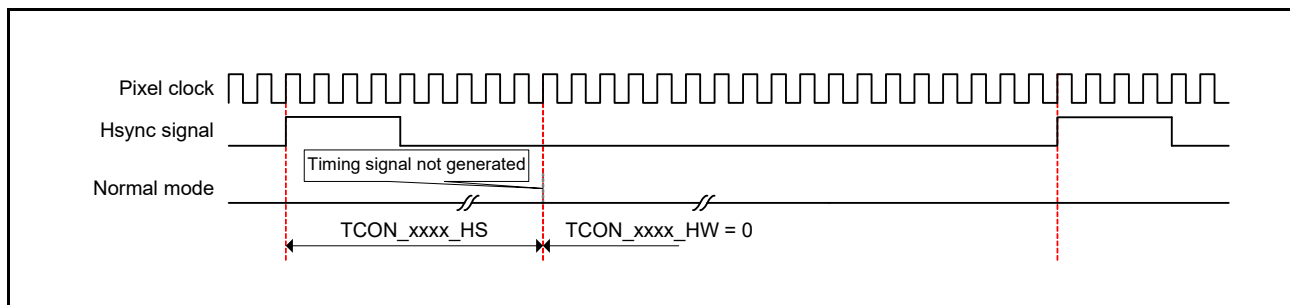 Pixel clock
Hsync signal
Timing signal not generated
Normal mode
TCON_xxxx_HS
TCON_xxxx_HW = 0